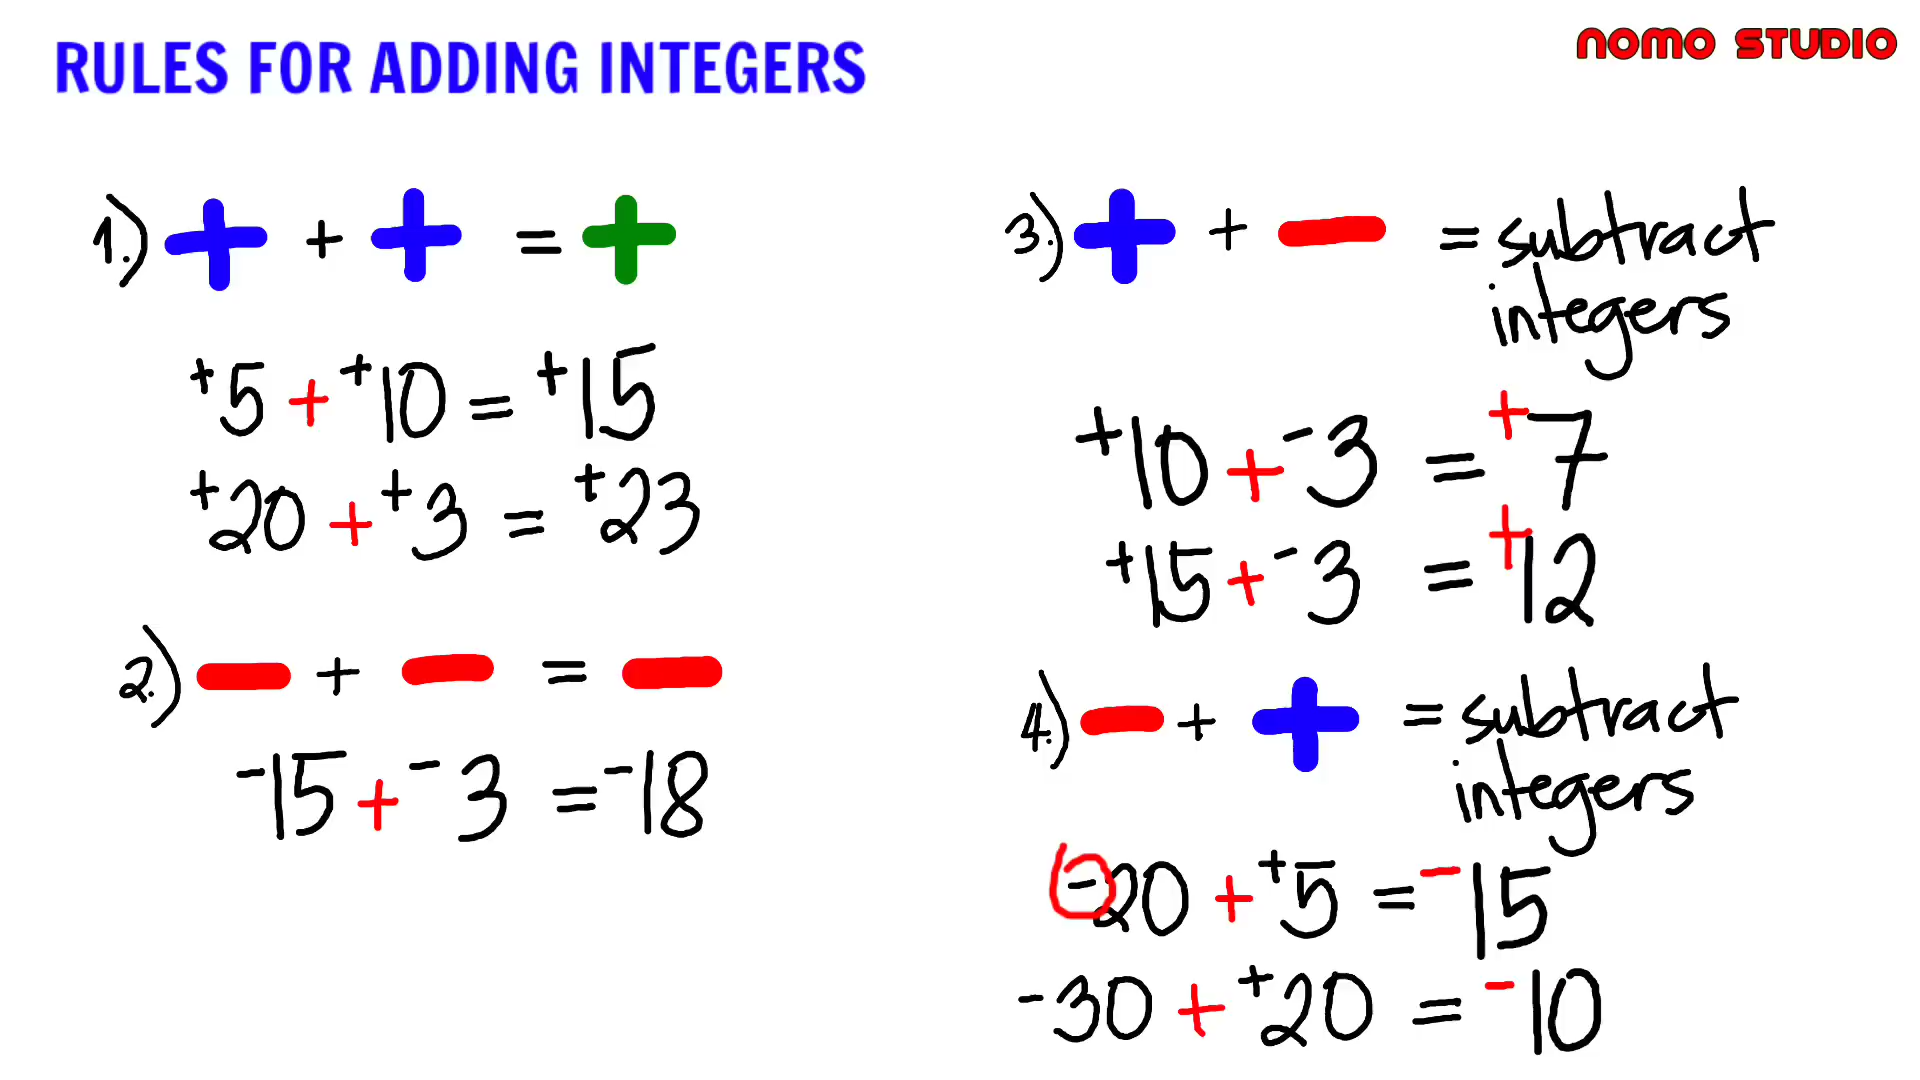 RULES FOR ADDING INTEGERS
NOMO STUDIO
1.) + + + = +
+5 + +10 = +15
+20 + +3 = +23
2.) - + - = -
-15 + -3 = -18
3.) + + - = subtract
integers
+10 + -3 = +7
+15 + -3 = +12
4.) - + + = subtract
integers
-20 + +5 = -15
-30 + +20 = -10